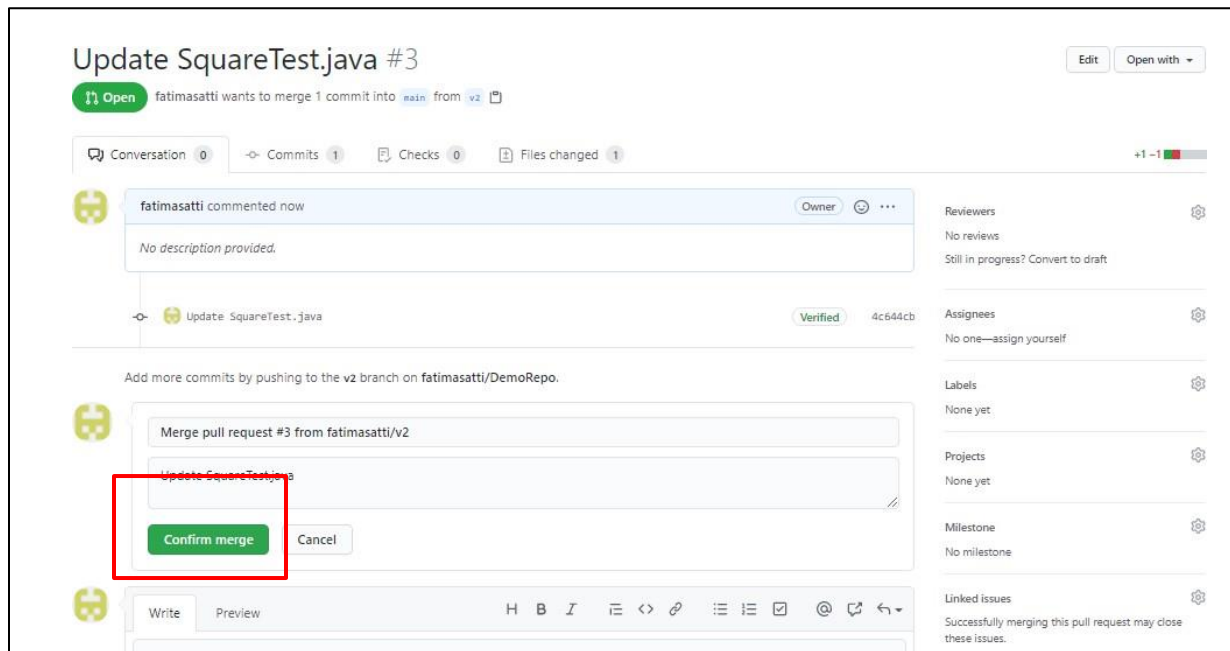 Update SquareTest.java #3
Edit
Open with
Open
fatimasatti wants to merge 1 commit into main from v2
Conversation 0
Commits 1
Checks 0
Files changed 1
+1 −1
fatimasatti commented now
Owner
No description provided.
Update SquareTest.java
Verified
4c644cb
Add more commits by pushing to the v2 branch on fatimasatti/DemoRepo.
Merge pull request #3 from fatimasatti/v2
Update SquareTest.java
Confirm merge
Cancel
Write
Preview
H B I
Reviewers
No reviews
Still in progress? Convert to draft
Assignees
No one—assign yourself
Labels
None yet
Projects
None yet
Milestone
No milestone
Linked issues
Successfully merging this pull request may close
these issues.